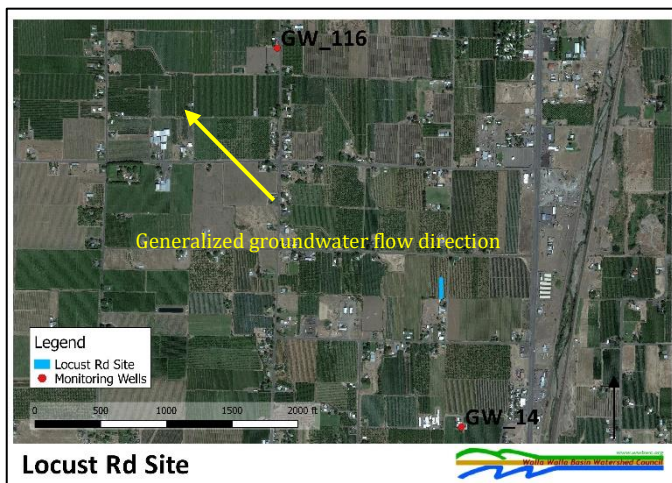 GW_116
Generalized groundwater flow direction
Legend
Locust Rd Site
Monitoring Wells
0 500 1000 1500 2000 ft
GW_14
Locust Rd Site
Walla Walla Basin Watershed Council